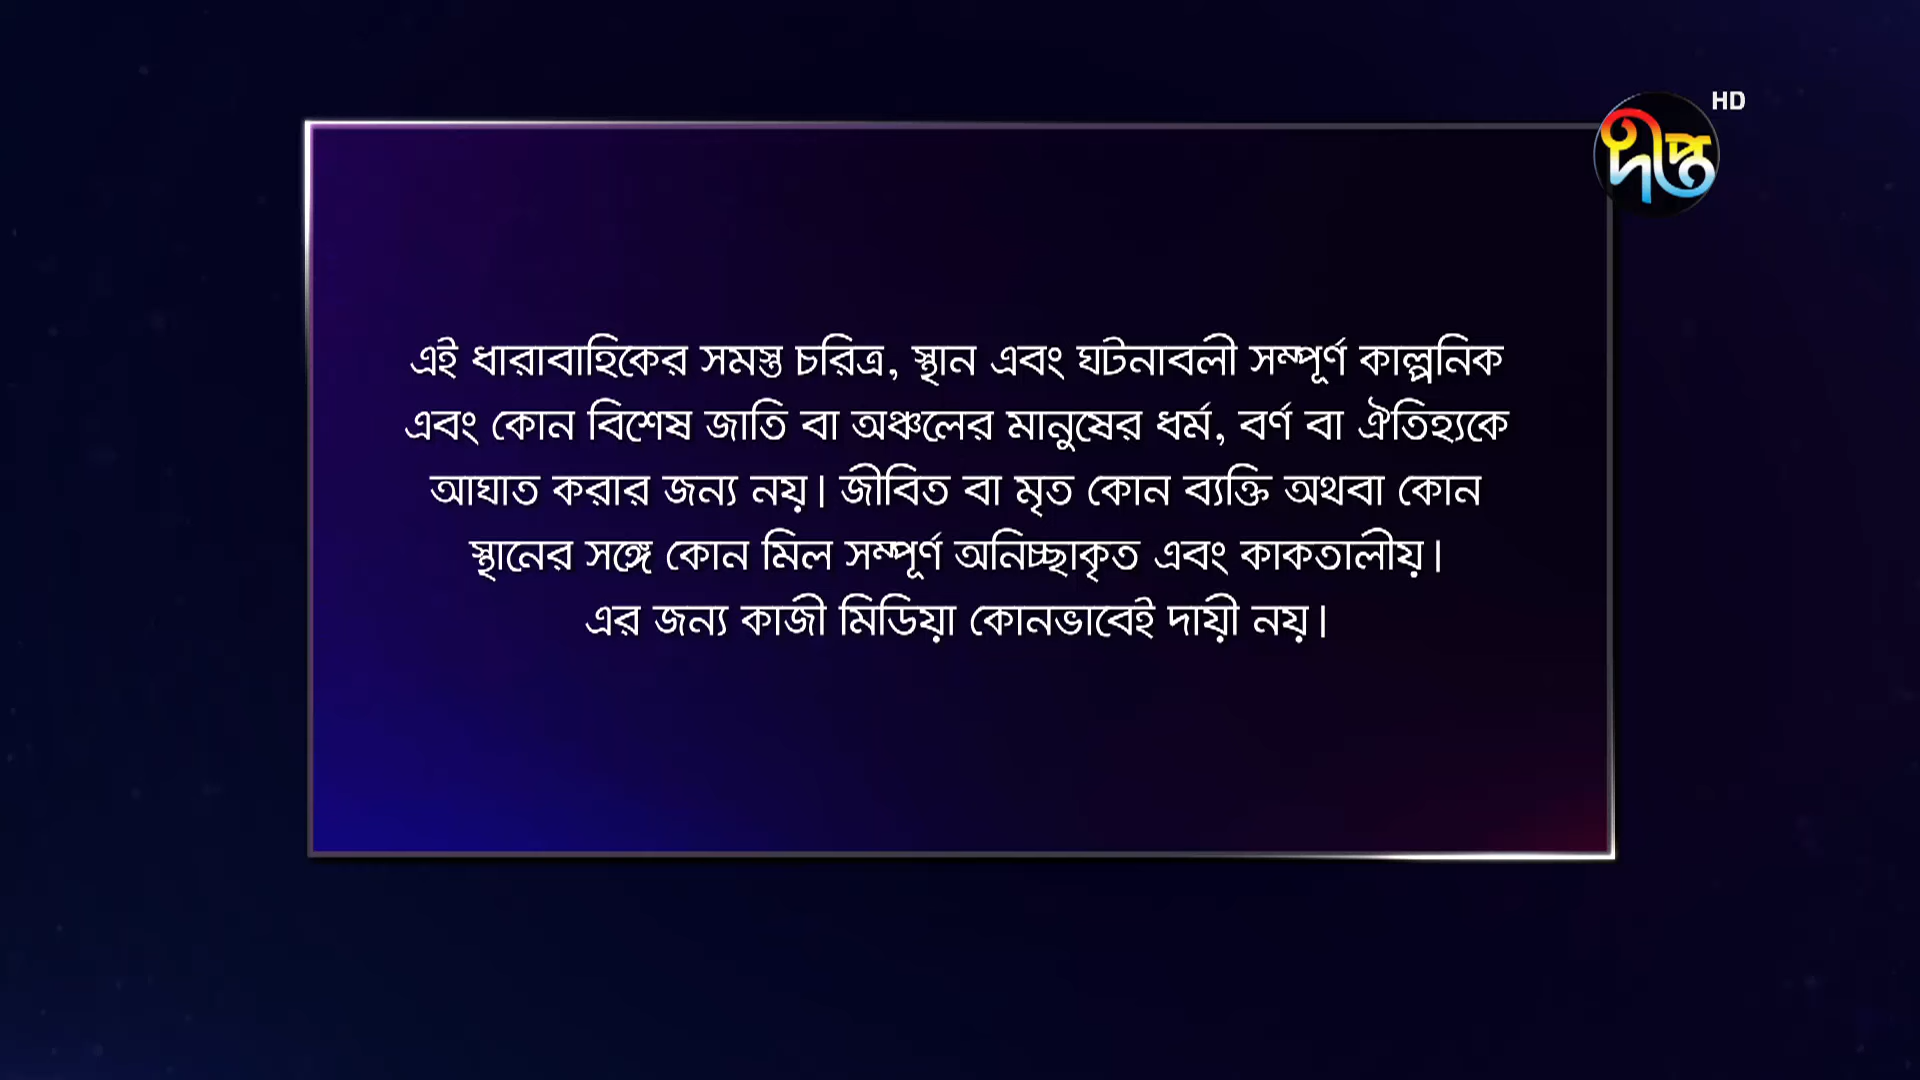 HD
দীপ্ত
এই ধারাবাহিকের সমস্ত চরিত্র, স্থান এবং ঘটনাবলী সম্পূর্ণ কাল্পনিক
এবং কোন বিশেষ জাতি বা অঞ্চলের মানুষের ধর্ম, বর্ণ বা ঐতিহ্যকে
আঘাত করার জন্য নয়। জীবিত বা মৃত কোন ব্যক্তি অথবা কোন
স্থানের সঙ্গে কোন মিল সম্পূর্ণ অনিচ্ছাকৃত এবং কাকতালীয়।
এর জন্য কাজী মিডিয়া কোনভাবেই দায়ী নয়।